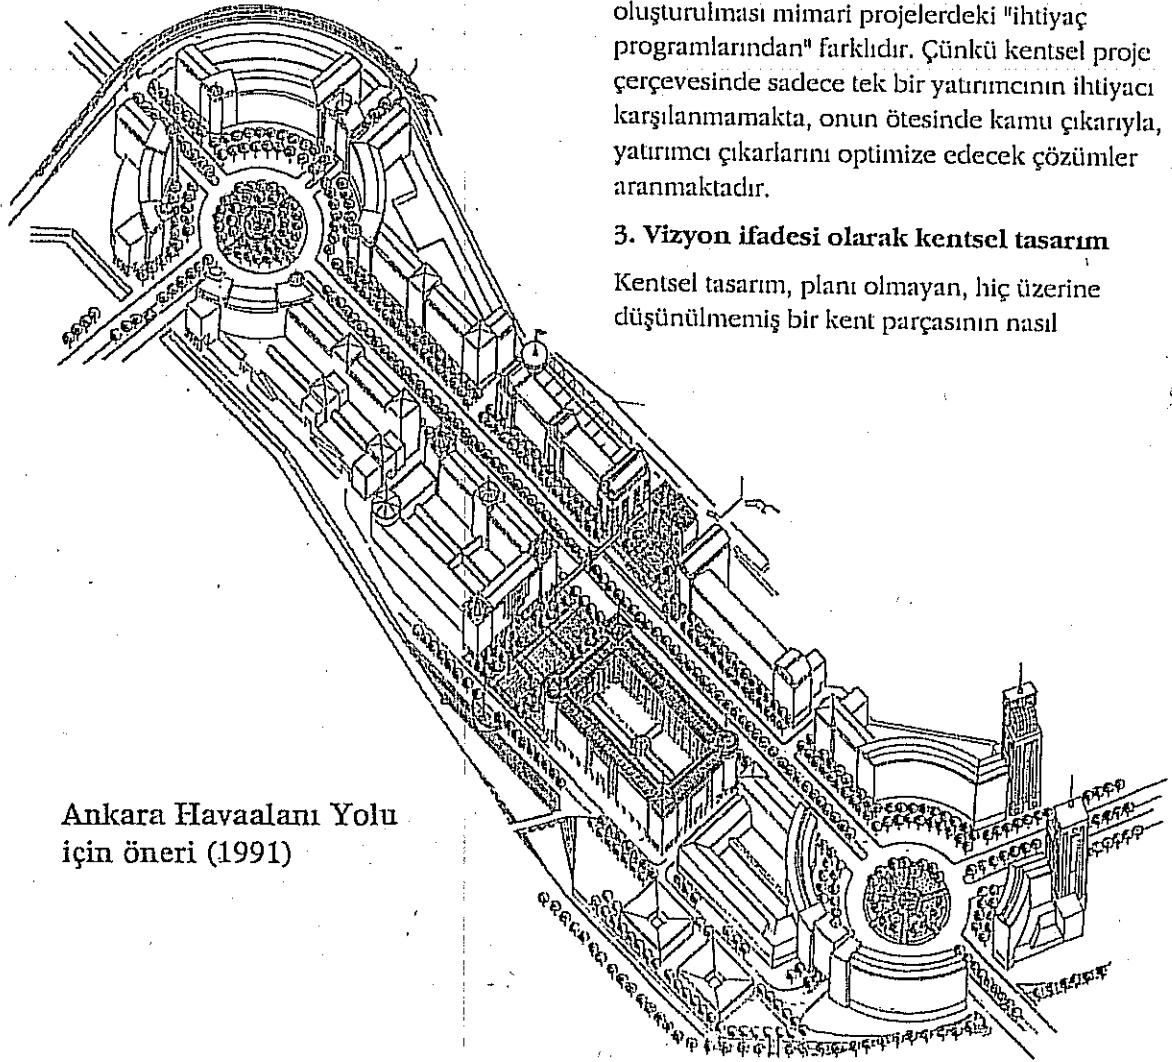 oluşturulması mimari projelerdeki "ihtiyaç
programlarından" farklıdır. Çünkü kentsel proje
çerçevesinde sadece tek bir yatırımcının ihtiyacı
karşılanmamakta, onun ötesinde kamu çıkarıyla,
yatırımcı çıkarlarını optimize edecek çözümler
aranmaktadır.
3. Vizyon ifadesi olarak kentsel tasarım
Kentsel tasarım, planı olmayan, hiç üzerine
düşünülmemiş bir kent parçasının nasıl
Ankara Havaalanı Yolu
için öneri (1991)